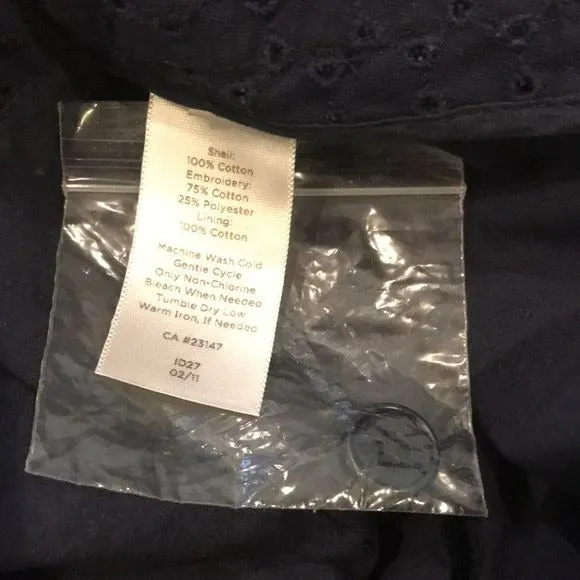 Shell:
100% Cotton
Embroidery:
75% Cotton
25% Polyester
Lining:
100% Cotton
Machine Wash Cold
Gentle Cycle
Only Non-Chlorine
Bleach When Needed
Tumble Dry Low
Warm Iron, If Needed
CA #23147
ID27
02/11